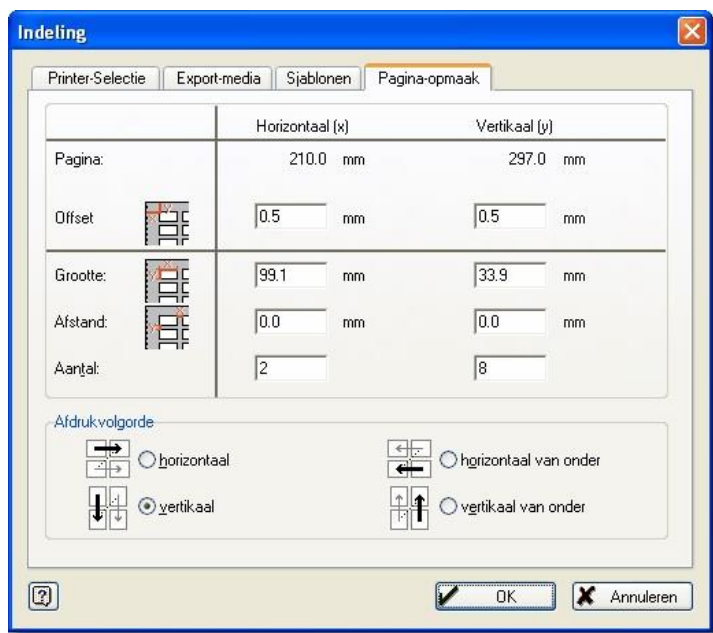 Indeling
Printer-Selectie Export-media Sjablonen Pagina-opmaak
Horizontaal (x) Vertikaal (y)
Pagina: 210.0 mm 297.0 mm
Offset 0.5 mm 0.5 mm
Grootte: 99.1 mm 33.9 mm
Afstand: 0.0 mm 0.0 mm
Aantal: 2 8
Afdrukvolgorde
horizontaal horizontaal van onder
vertikaal vertikaal van onder
? OK Annuleren